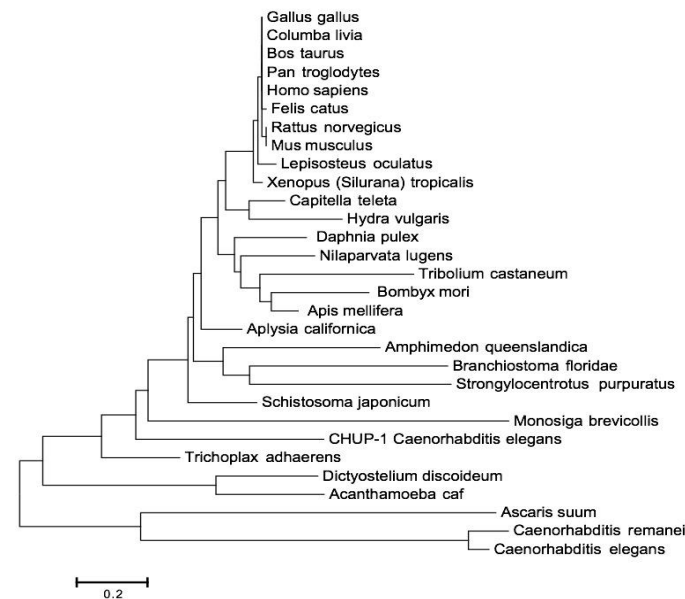 Gallus gallus
Columba livia
Bos taurus
Pan troglodytes
Homo sapiens
Felis catus
Rattus norvegicus
Mus musculus
Lepisosteus oculatus
Xenopus (Silurana) tropicalis
Capitella teleta
Hydra vulgaris
Daphnia pulex
Nilaparvata lugens
Tribolium castaneum
Bombyx mori
Apis mellifera
Aplysia californica
Amphimedon queenslandica
Branchiostoma floridae
Strongylocentrotus purpuratus
Schistosoma japonicum
Monosiga brevicollis
CHUP-1 Caenorhabditis elegans
Trichoplax adhaerens
Dictyostelium discoideum
Acanthamoeba caf
Ascaris suum
Caenorhabditis remanei
Caenorhabditis elegans
0.2